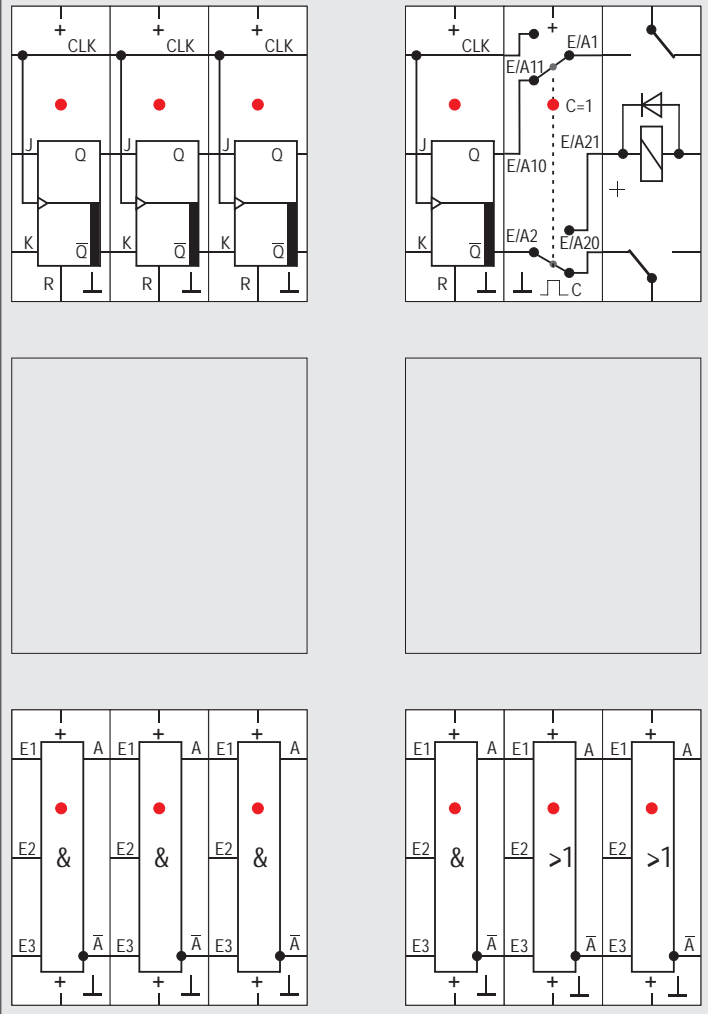 + + + + +
CLK CLK CLK CLK E/A1
E/A11
C=1
J Q J Q J Q J Q E/A10 E/A21
+
K Q̅ K Q̅ K Q̅ K Q̅ E/A2 E/A20
R R R R C
+ + + + + +
E1 A E1 A E1 A E1 A E1 A E1 A
E2 & E2 & E2 & E2 & E2 >1 E2 >1
E3 A̅ E3 A̅ E3 A̅ E3 A̅ E3 A̅ E3 A̅
+ + + + + +